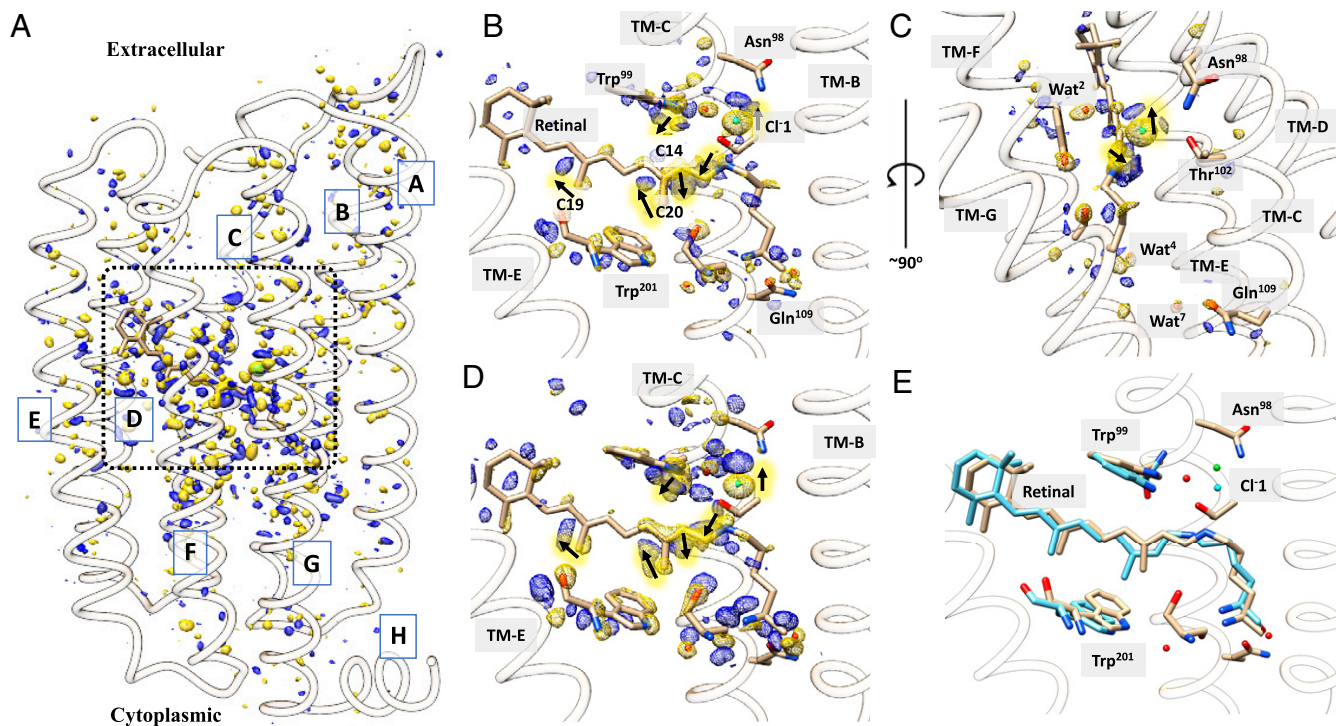 A
Extracellular
A
B
C
E
D
F
G
H
Cytoplasmic
B
TM-C
Asn⁹⁸
Trp⁹⁹
TM-B
Retinal
Cl⁻1
C14
C19
C20
TM-E
Trp²⁰¹
Gln¹⁰⁹
~90º
C
TM-F
Asn⁹⁸
Wat²
TM-D
Thr¹⁰²
TM-G
TM-C
Wat⁴
TM-E
Gln¹⁰⁹
Wat⁷
D
TM-C
TM-B
TM-E
E
Asn⁹⁸
Trp⁹⁹
Retinal
Cl⁻1
Trp²⁰¹